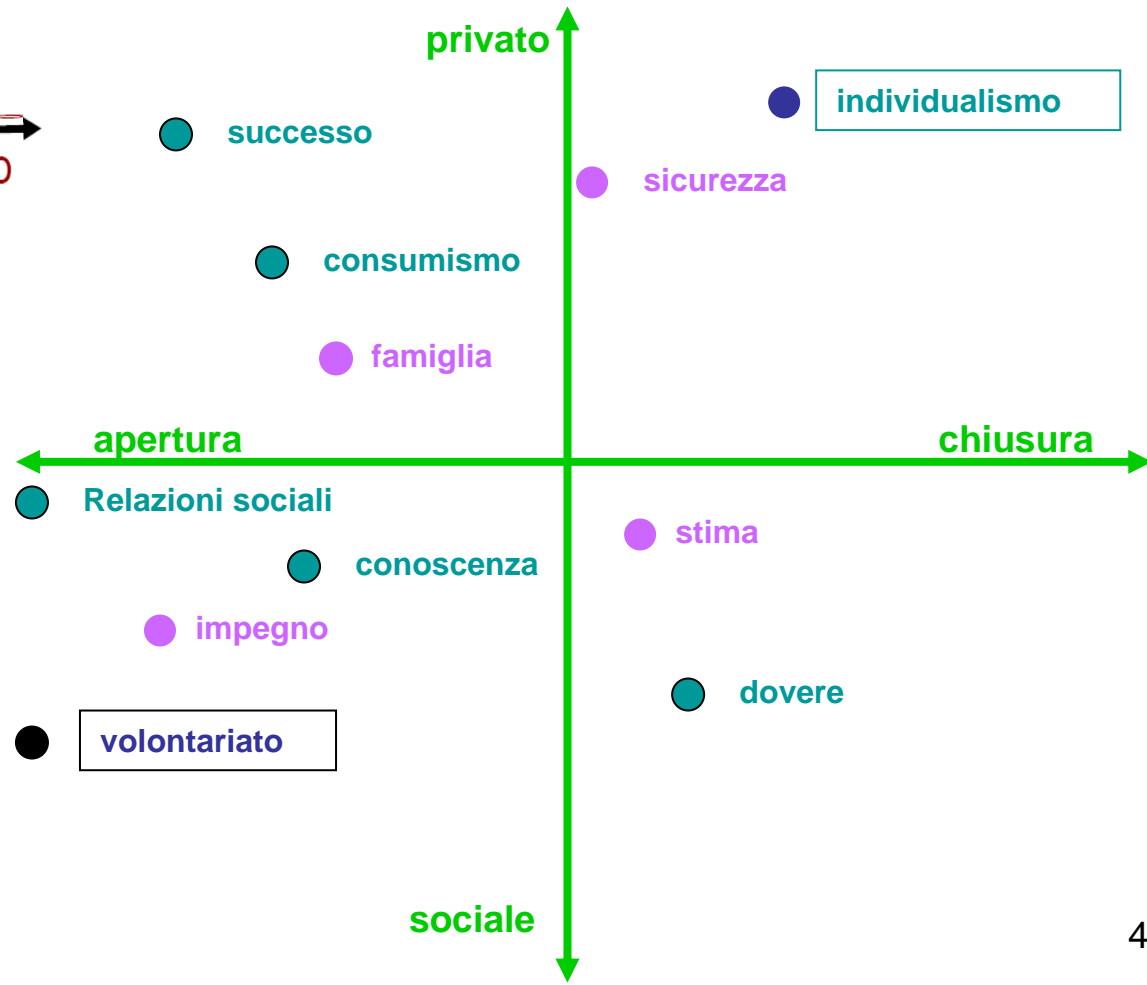 privato
individualismo
successo
sicurezza
consumismo
famiglia
apertura
chiusura
Relazioni sociali
stima
conoscenza
impegno
dovere
volontariato
sociale
4